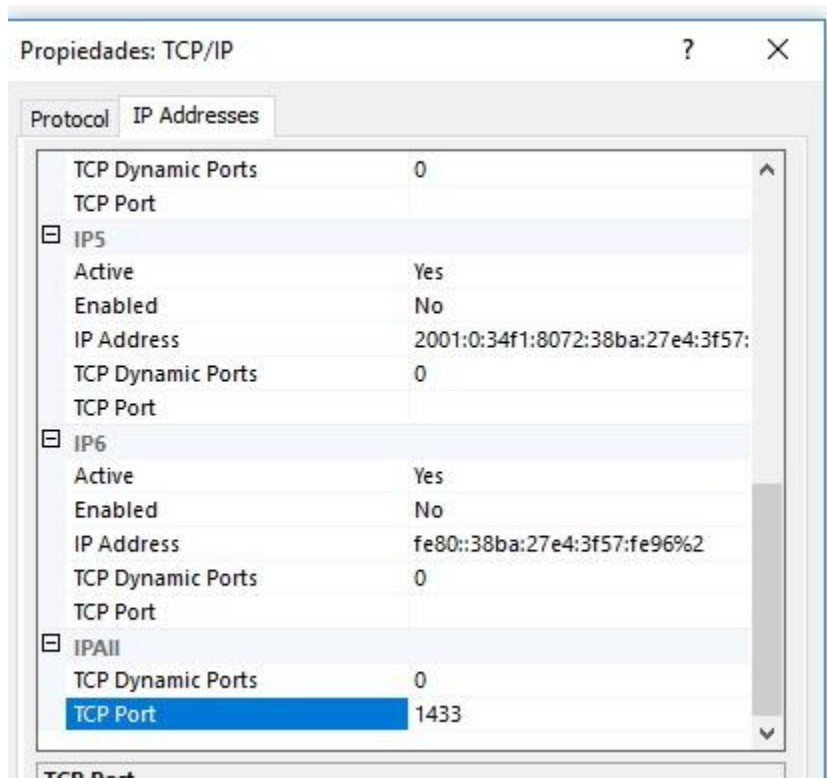 Propiedades: TCP/IP ?
Protocol IP Addresses
TCP Dynamic Ports 0
TCP Port
IP5
Active Yes
Enabled No
IP Address 2001:0:34f1:8072:38ba:27e4:3f57:
TCP Dynamic Ports 0
TCP Port
IP6
Active Yes
Enabled No
IP Address fe80::38ba:27e4:3f57:fe96%2
TCP Dynamic Ports 0
TCP Port
IPAll
TCP Dynamic Ports 0
TCP Port 1433
TCP Port